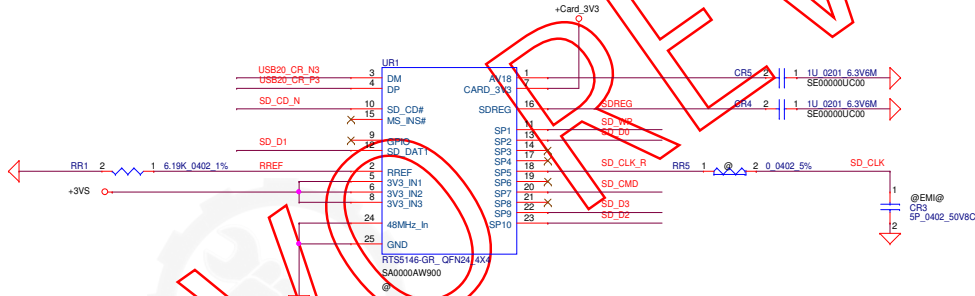 +Card_3V3
UR1
USB20_CR_N3 3 DM AV18 1 CR5 2 1 1U_0201_6.3V6M
USB20_CR_P3 4 DP CARD_3V3 7 SE00000UC00
SD_CD_N 10 SD_CD# SDREG 16 SDREG CR4 2 1 1U_0201_6.3V6M
15 MS_INS# SE00000UC00
9 GPIO SP1 11 SD_WP
SD_D1 12 SD_DAT1 SP2 13 SD_D0
SP3 14
SP4 17
RR1 2 1 6.19K_0402_1% RREF 2 RREF SP5 18 SD_CLK_R RR5 1 @ 2 0_0402_5% SD_CLK
5 3V3_IN1 SP6 19
+3VS 6 3V3_IN2 SP7 20 SD_CMD
8 3V3_IN3 SP8 21
SP9 22 SD_D3
24 48MHz_In SP10 23 SD_D2
25 GND
1
@EMI@
CR3
5P_0402_50V8C
2
RTS5146-GR_ QFN24_4X4
SA0000AW900
@